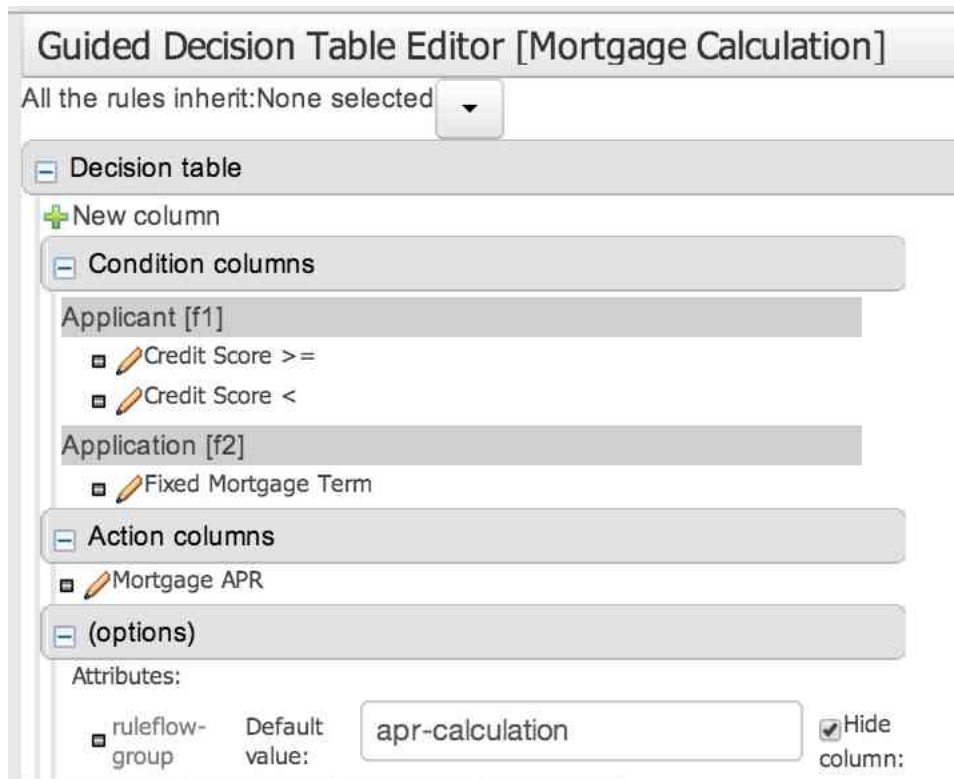 Guided Decision Table Editor [Mortgage Calculation]
All the rules inherit:None selected
Decision table
New column
Condition columns
Applicant [f1]
Credit Score >=
Credit Score <
Application [f2]
Fixed Mortgage Term
Action columns
Mortgage APR
(options)
Attributes:
ruleflow- Default apr-calculation Hide
group value: column: